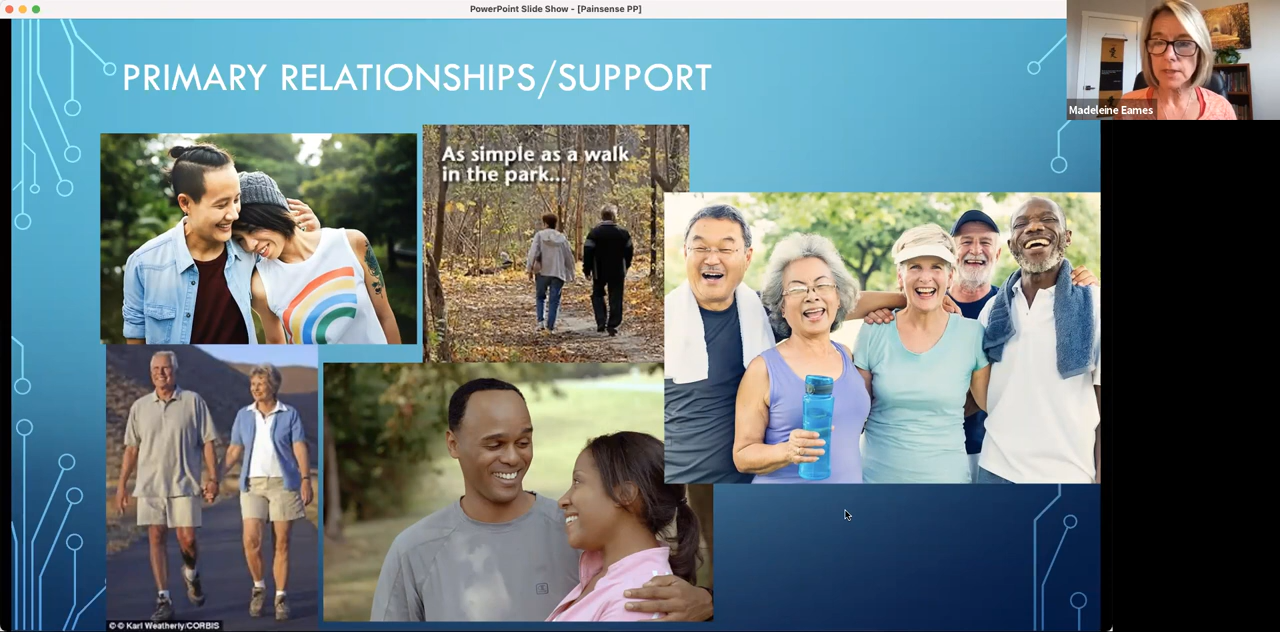 PowerPoint Slide Show - [Painsense PP]
PRIMARY RELATIONSHIPS/SUPPORT
Madeleine Eames
As simple as a walk
in the park...
© © Karl Weatherly/CORBIS